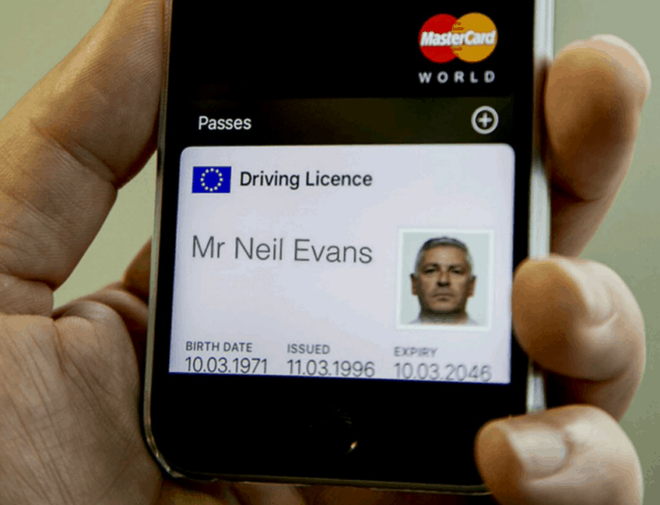 MasterCard
WORLD
Passes
Driving Licence
Mr Neil Evans
BIRTH DATE ISSUED EXPIRY
10.03.1971 11.03.1996 10.03.2046